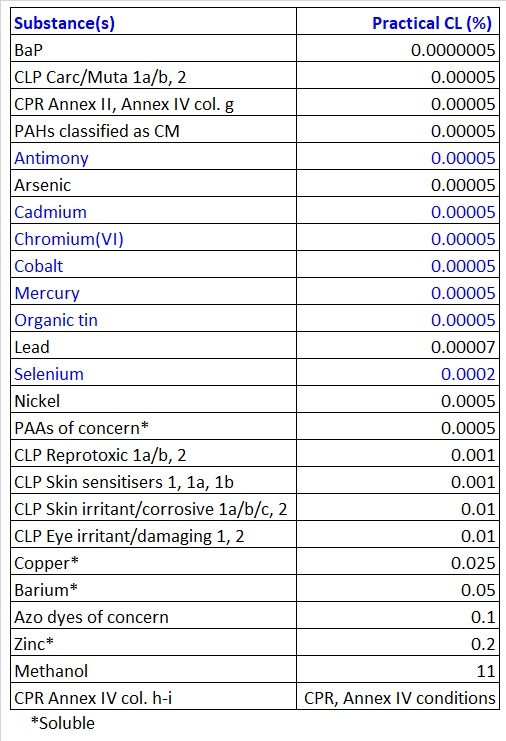 Substance(s) Practical CL (%)
BaP 0.0000005
CLP Carc/Muta 1a/b, 2 0.00005
CPR Annex II, Annex IV col. g 0.00005
PAHs classified as CM 0.00005
Antimony 0.00005
Arsenic 0.00005
Cadmium 0.00005
Chromium(VI) 0.00005
Cobalt 0.00005
Mercury 0.00005
Organic tin 0.00005
Lead 0.00007
Selenium 0.0002
Nickel 0.0005
PAAs of concern* 0.0005
CLP Reprotoxic 1a/b, 2 0.001
CLP Skin sensitisers 1, 1a, 1b 0.001
CLP Skin irritant/corrosive 1a/b/c, 2 0.01
CLP Eye irritant/damaging 1, 2 0.01
Copper* 0.025
Barium* 0.05
Azo dyes of concern 0.1
Zinc* 0.2
Methanol 11
CPR Annex IV col. h-i CPR, Annex IV conditions
*Soluble